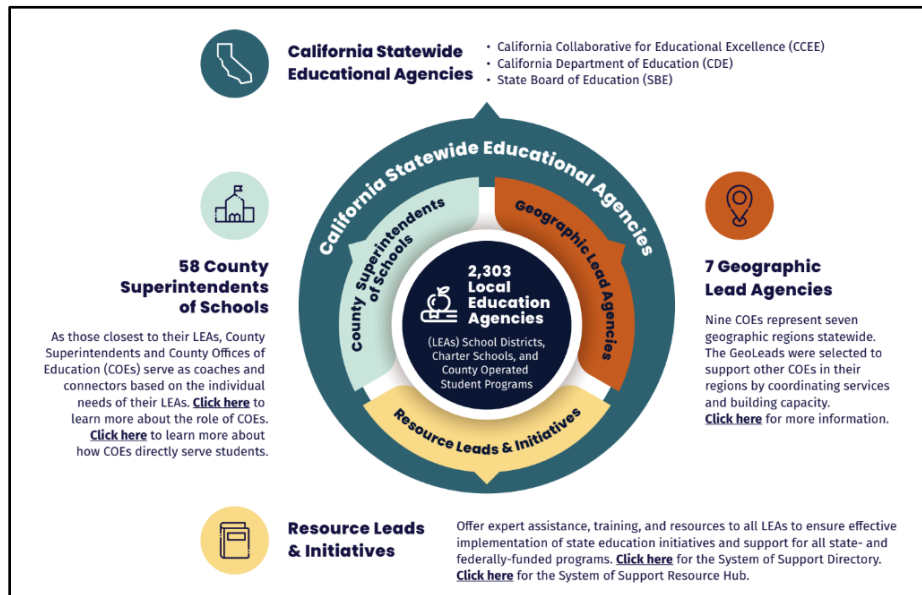 California Statewide
Educational Agencies
• California Collaborative for Educational Excellence (CCEE)
• California Department of Education (CDE)
• State Board of Education (SBE)
California Statewide Educational Agencies
County Superintendents
of Schools
Geographic Lead Agencies
2,303
Local
Education
Agencies
(LEAs) School Districts,
Charter Schools, and
County Operated
Student Programs
Resource Leads & Initiatives
58 County
Superintendents
of Schools
As those closest to their LEAs, County
Superintendents and County Offices of
Education (COEs) serve as coaches and
connectors based on the individual
needs of their LEAs. Click here to
learn more about the role of COEs.
Click here to learn more about
how COEs directly serve students.
7 Geographic
Lead Agencies
Nine COEs represent seven
geographic regions statewide.
The GeoLeads were selected to
support other COEs in their
regions by coordinating services
and building capacity.
Click here for more information.
Resource Leads
& Initiatives
Offer expert assistance, training, and resources to all LEAs to ensure effective
implementation of state education initiatives and support for all state- and
federally-funded programs. Click here for the System of Support Directory.
Click here for the System of Support Resource Hub.